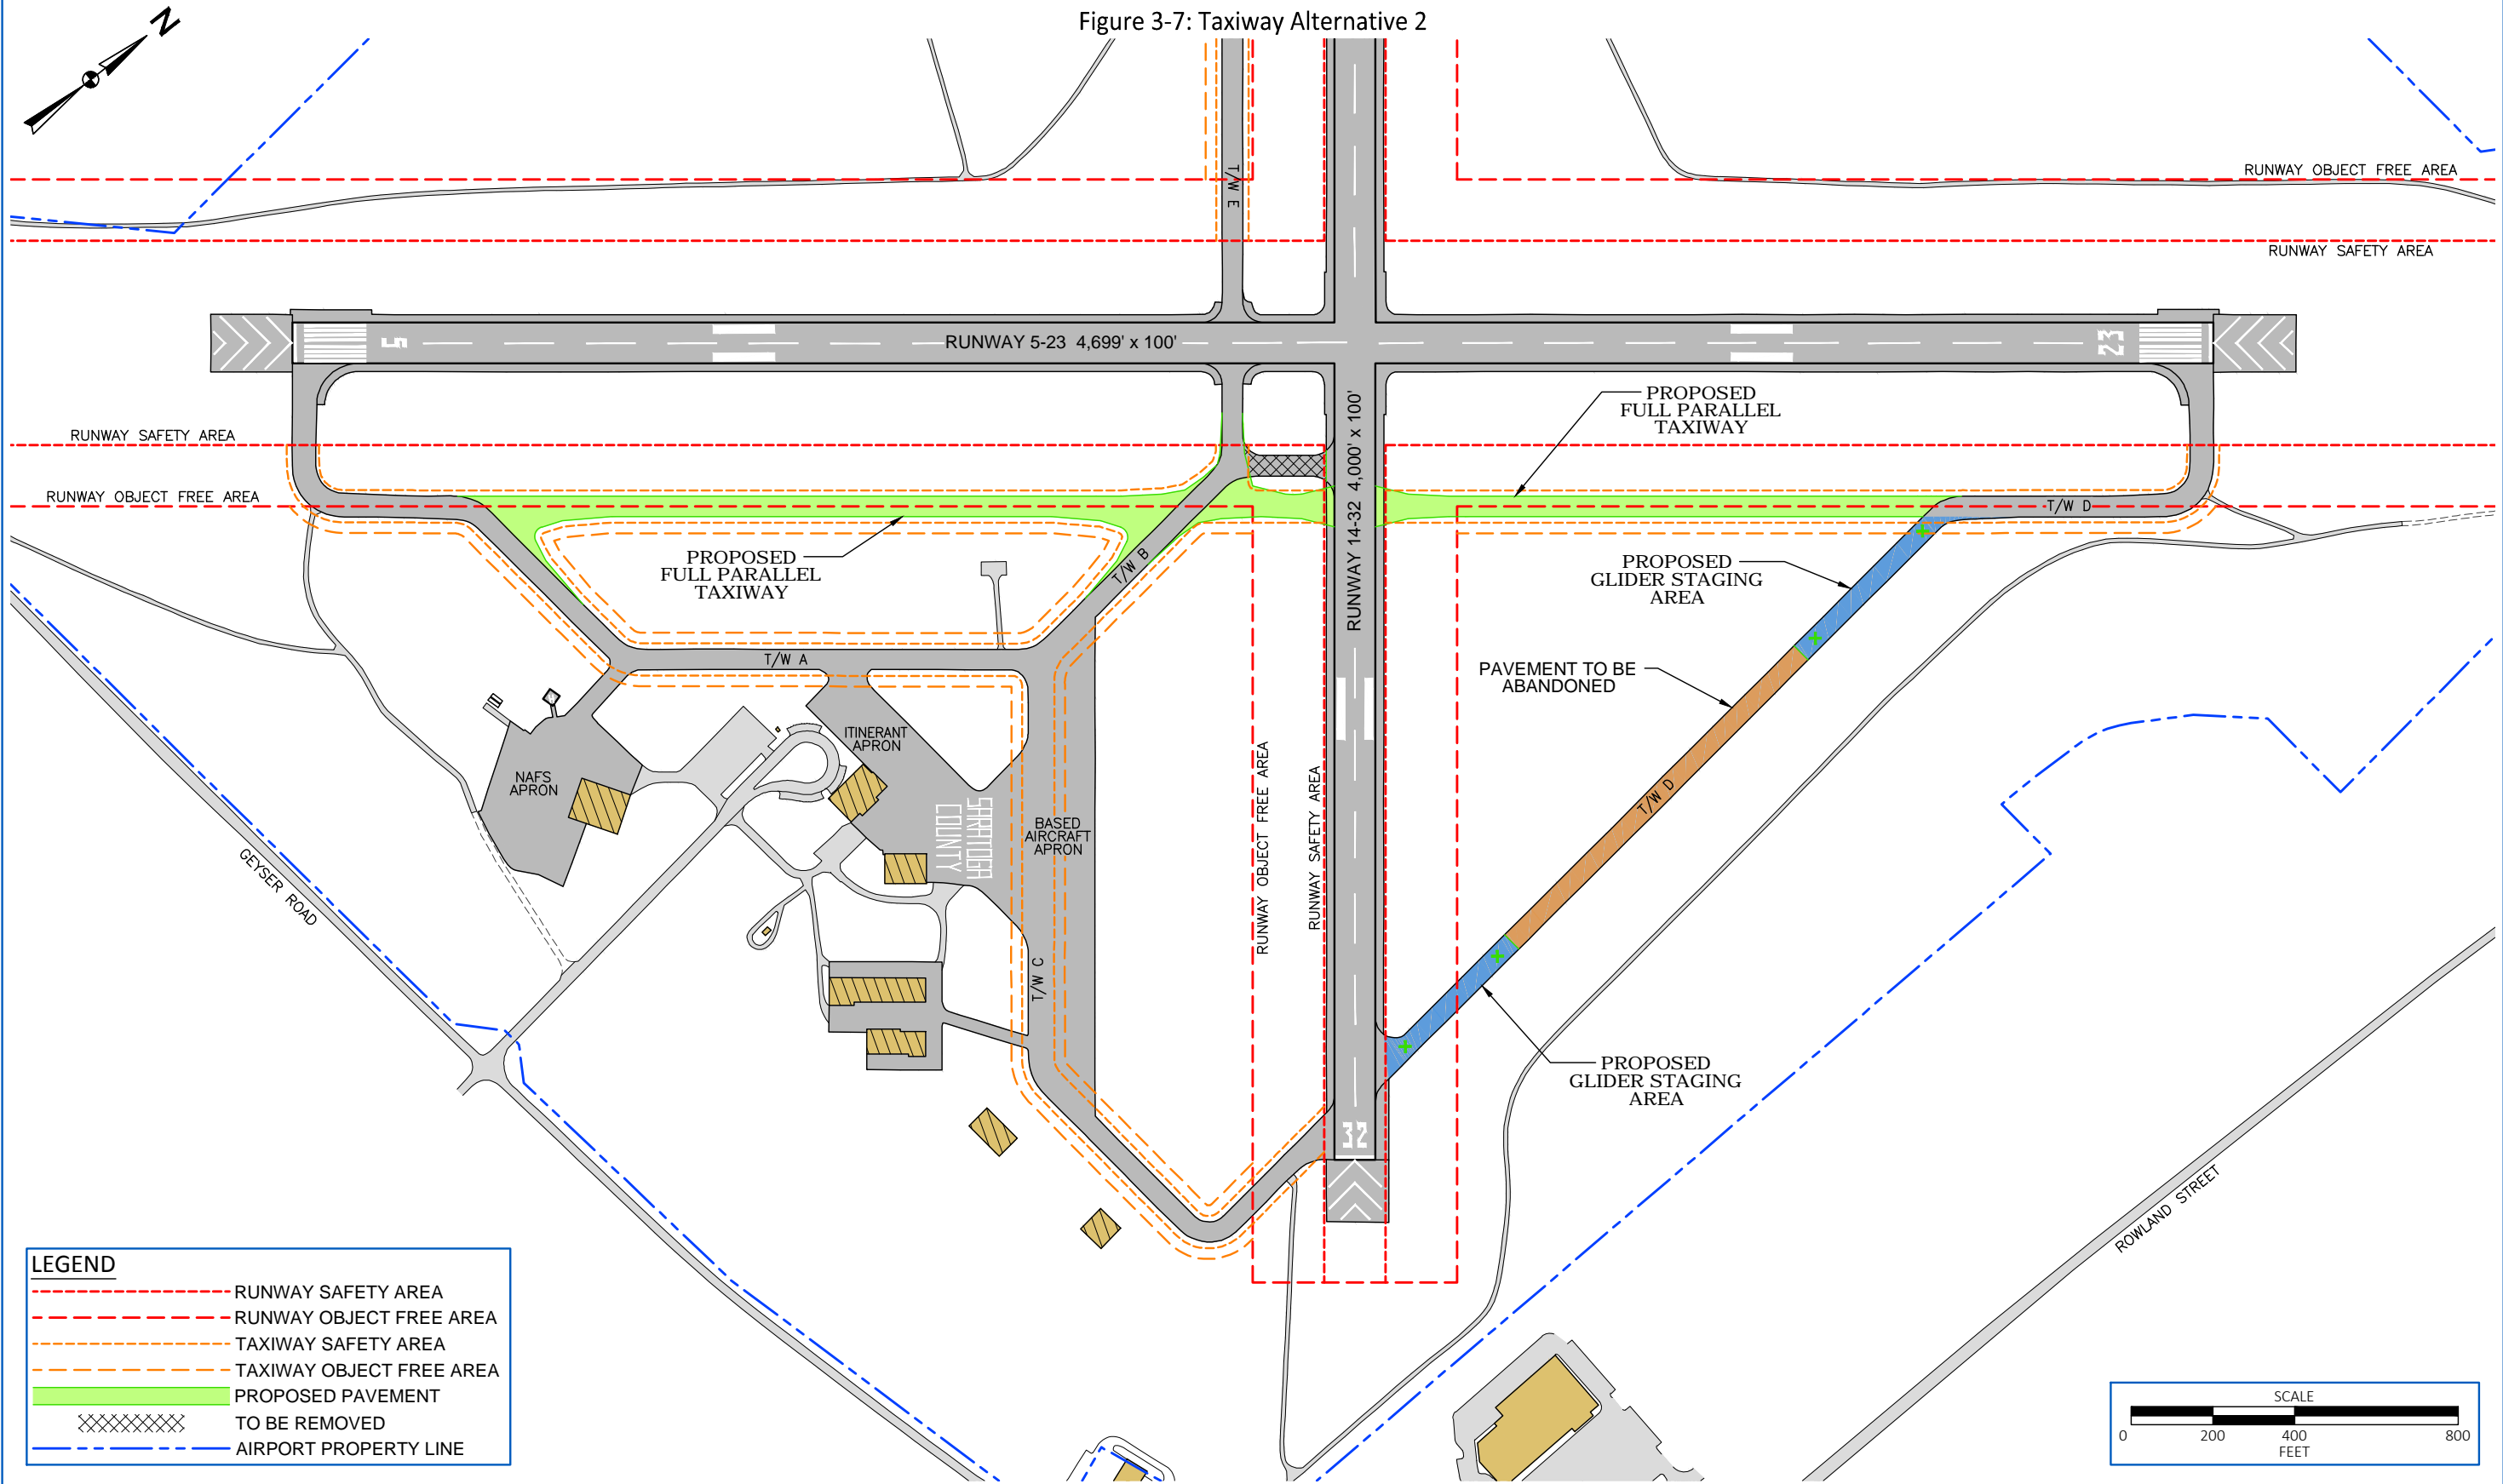 Figure 3-7: Taxiway Alternative 2
N
T/W E
RUNWAY OBJECT FREE AREA
RUNWAY SAFETY AREA
5
RUNWAY 5-23 4,699' x 100'
23
PROPOSED
FULL PARALLEL
TAXIWAY
RUNWAY SAFETY AREA
RUNWAY OBJECT FREE AREA
RUNWAY 14-32 4,000' x 100'
T/W D
PROPOSED
FULL PARALLEL
TAXIWAY
T/W B
PROPOSED
GLIDER STAGING
AREA
T/W A
PAVEMENT TO BE
ABANDONED
ITINERANT
APRON
NAFS
APRON
T/W D
SARATOGA
COUNTY
BASED
AIRCRAFT
APRON
RUNWAY OBJECT FREE AREA
RUNWAY SAFETY AREA
GEYSER ROAD
T/W C
PROPOSED
GLIDER STAGING
AREA
32
ROWLAND STREET
LEGEND
RUNWAY SAFETY AREA
RUNWAY OBJECT FREE AREA
TAXIWAY SAFETY AREA
TAXIWAY OBJECT FREE AREA
PROPOSED PAVEMENT
TO BE REMOVED
AIRPORT PROPERTY LINE
SCALE
0 200 400 800
FEET